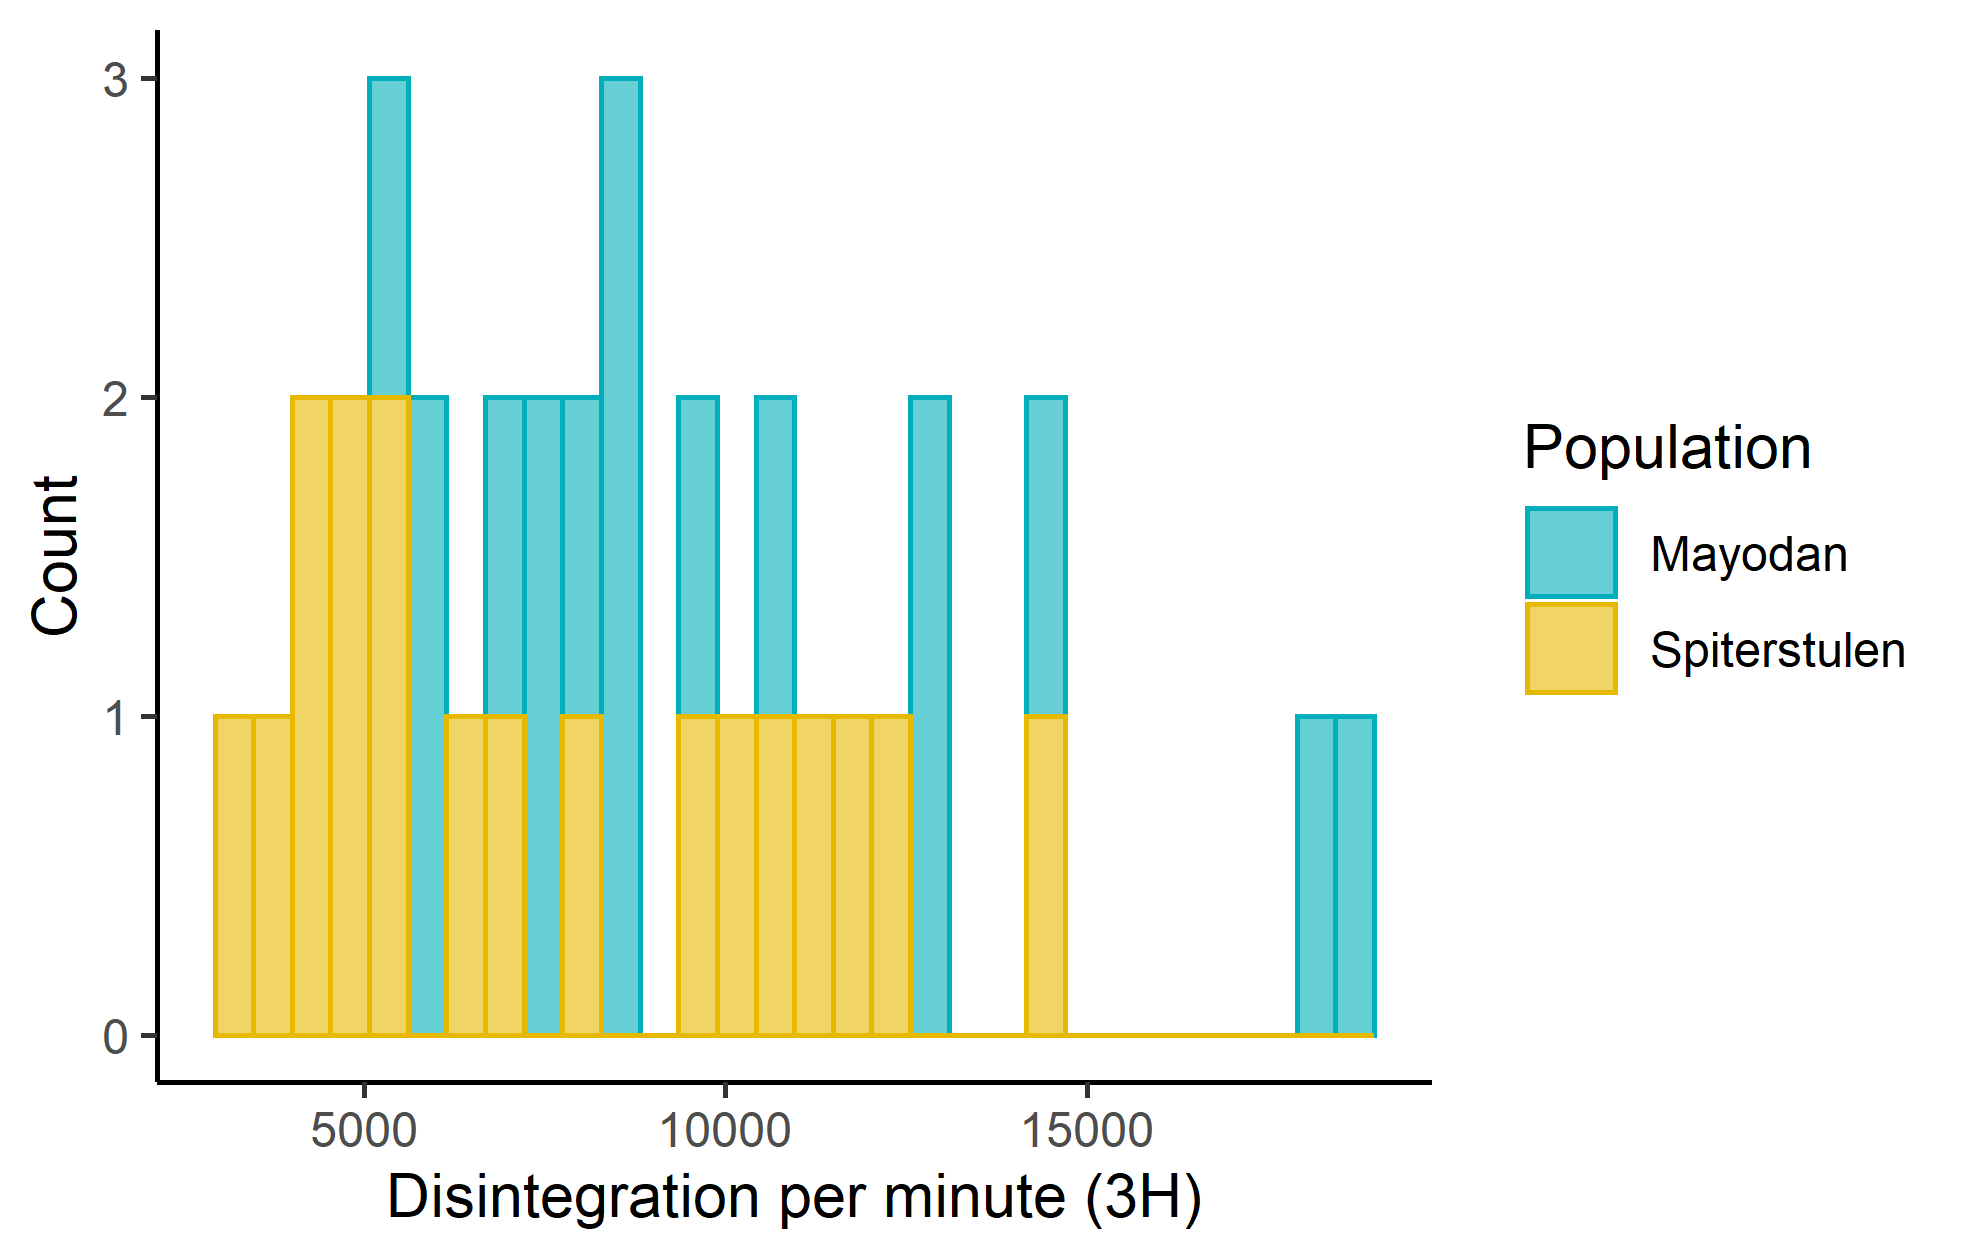 3
2
1
0
Count
5000 10000 15000
Disintegration per minute (3H)
Population
Mayodan
Spiterstulen